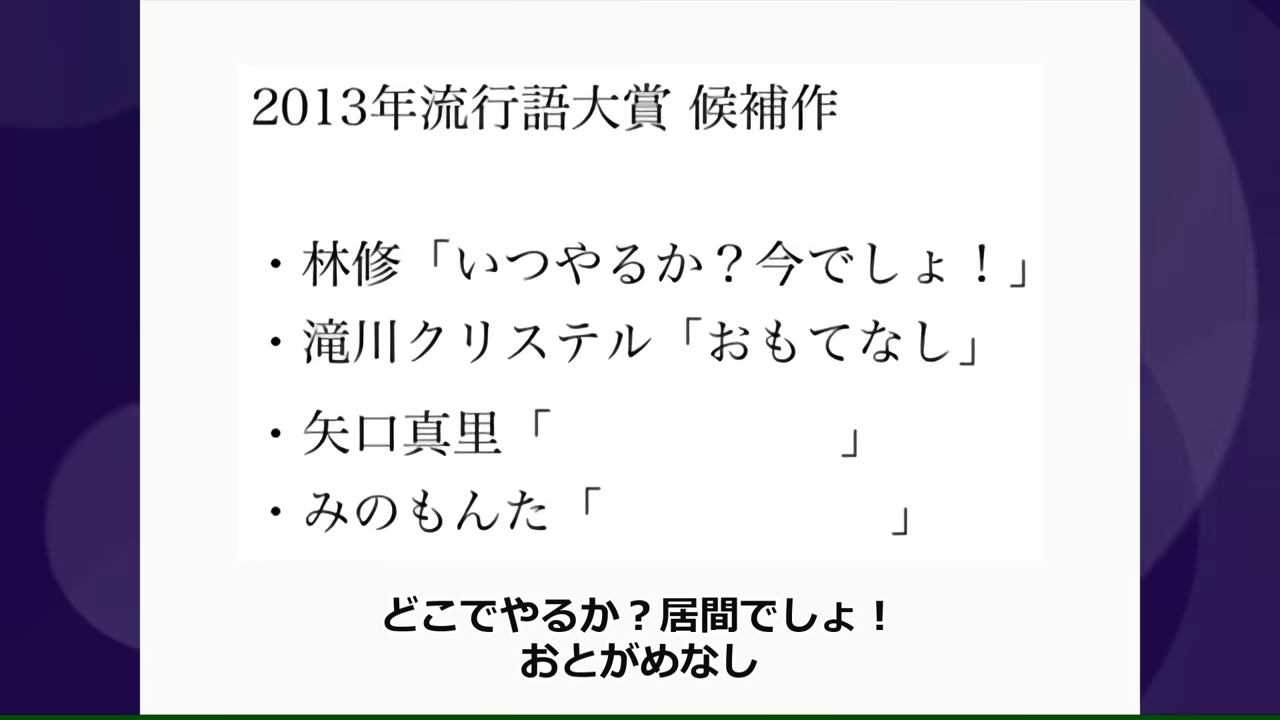 2013年流行語大賞 候補作
・林修「いつやるか？今でしょ！」
・滝川クリステル「おもてなし」
・矢口真里「　　　　　　」
・みのもんた「　　　　　　」
どこでやるか？居間でしょ！
おとがめなし